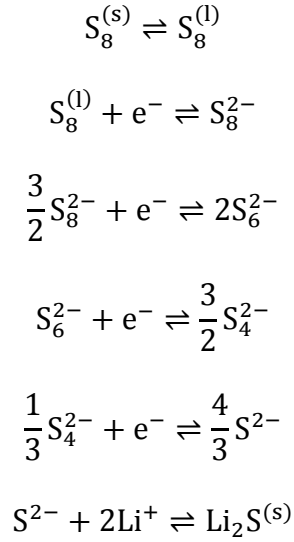 S₈⁽ˢ⁾ ⇌ S₈⁽ˡ⁾
S₈⁽ˡ⁾ + e⁻ ⇌ S₈²⁻
3/2 S₈²⁻ + e⁻ ⇌ 2S₆²⁻
S₆²⁻ + e⁻ ⇌ 3/2 S₄²⁻
1/3 S₄²⁻ + e⁻ ⇌ 4/3 S²⁻
S²⁻ + 2Li⁺ ⇌ Li₂S⁽ˢ⁾